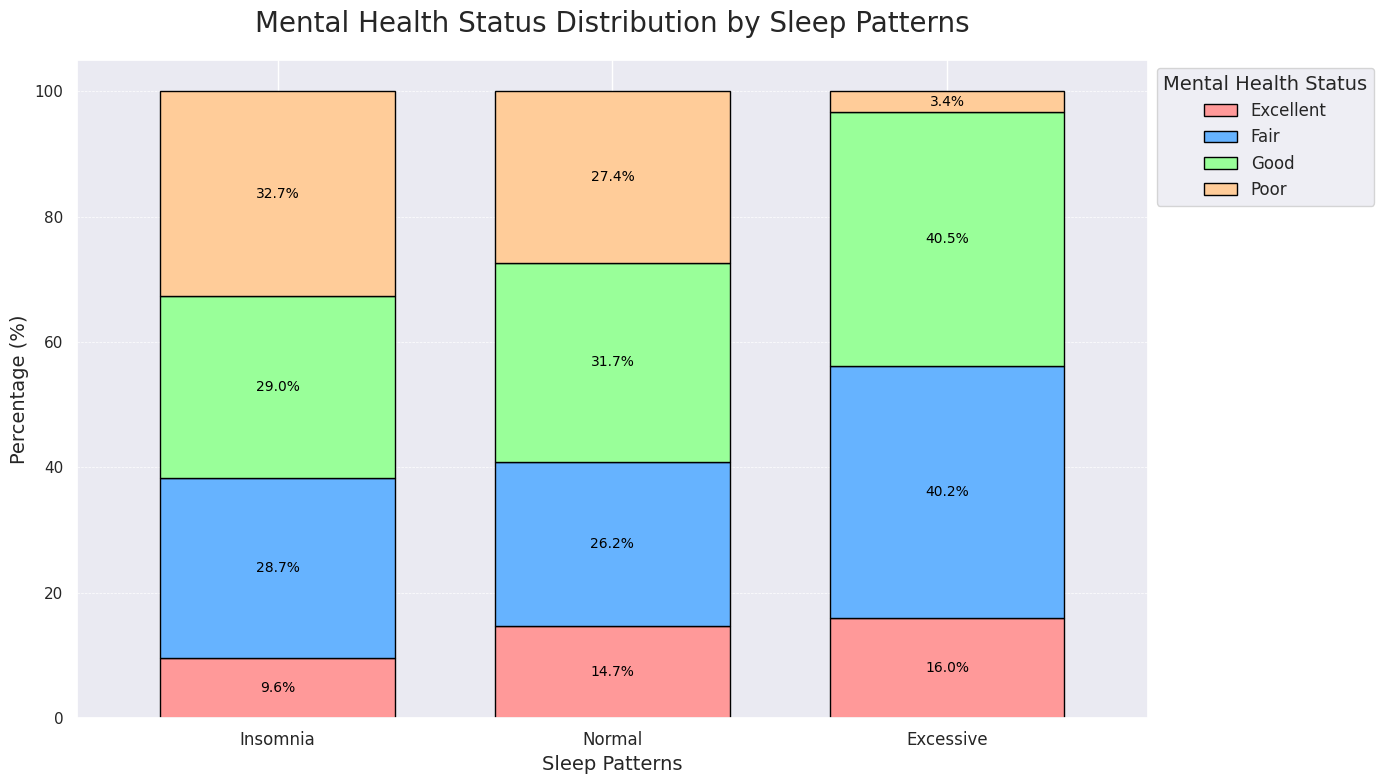 Mental Health Status Distribution by Sleep Patterns
Percentage (%)
100
80
60
40
20
0
32.7%
29.0%
28.7%
9.6%
27.4%
31.7%
26.2%
14.7%
3.4%
40.5%
40.2%
16.0%
Insomnia
Normal
Excessive
Sleep Patterns
Mental Health Status
Excellent
Fair
Good
Poor